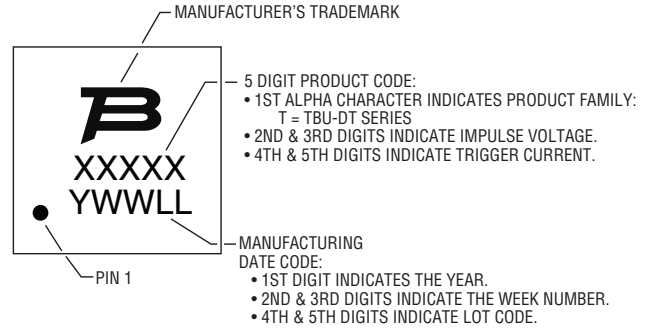 MANUFACTURER'S TRADEMARK
5 DIGIT PRODUCT CODE:
• 1ST ALPHA CHARACTER INDICATES PRODUCT FAMILY:
T = TBU-DT SERIES
• 2ND & 3RD DIGITS INDICATE IMPULSE VOLTAGE.
• 4TH & 5TH DIGITS INDICATE TRIGGER CURRENT.
XXXXX
YWWLL
MANUFACTURING
DATE CODE:
• 1ST DIGIT INDICATES THE YEAR.
• 2ND & 3RD DIGITS INDICATE THE WEEK NUMBER.
• 4TH & 5TH DIGITS INDICATE LOT CODE.
PIN 1